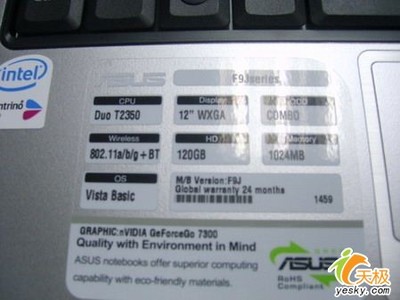 intel
Centrino
ASUS
F9Jseries
CPU
Duo T2350
Display
12" WXGA
COMBO
Wireless
802.11a/b/g+BT
HDD
120GB
Memory
1024MB
OS
Vista Basic
M/B Version:F9J
Global warranty 24 months
1459
GRAPHIC:nVIDIA GeForceGo 7300
Quality with Environment in Mind
ASUS notebooks offer superior computing
capability with eco-friendly materials.
ASUS
RoHS
COMPLIANT
天极
yesky.com